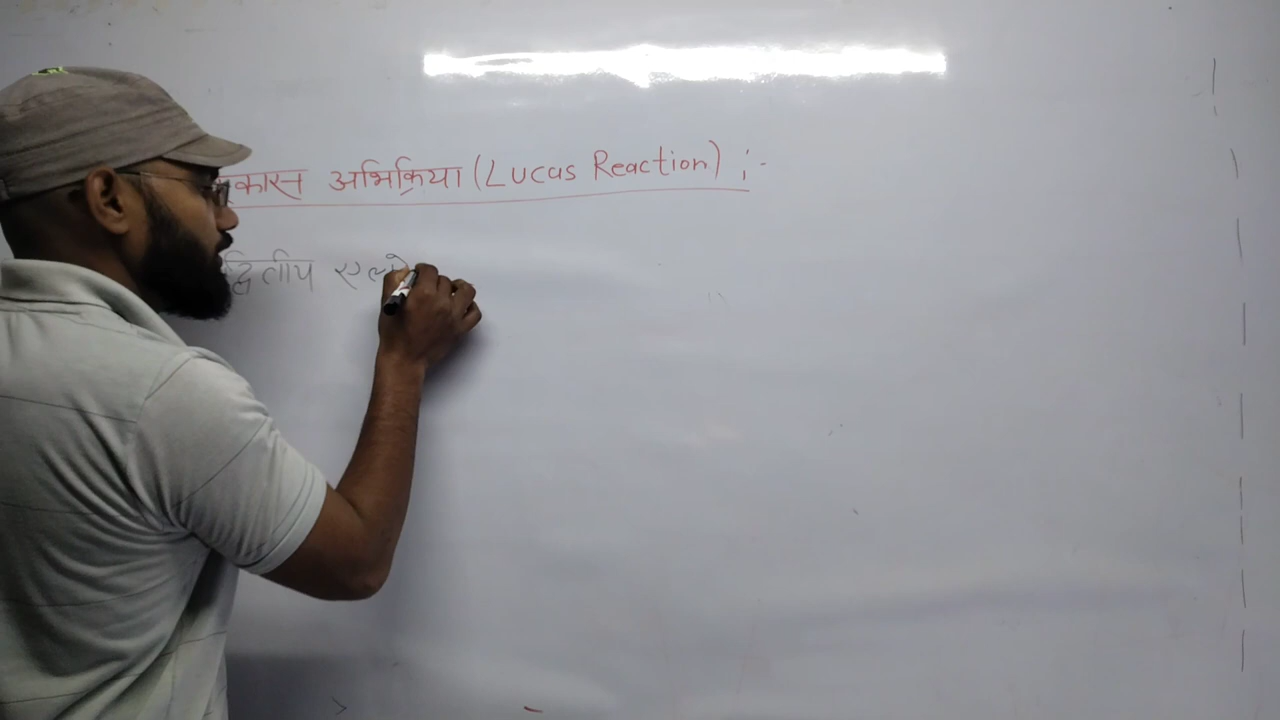 अभिक्रिया (Lucas Reaction) :-
द्वितीय